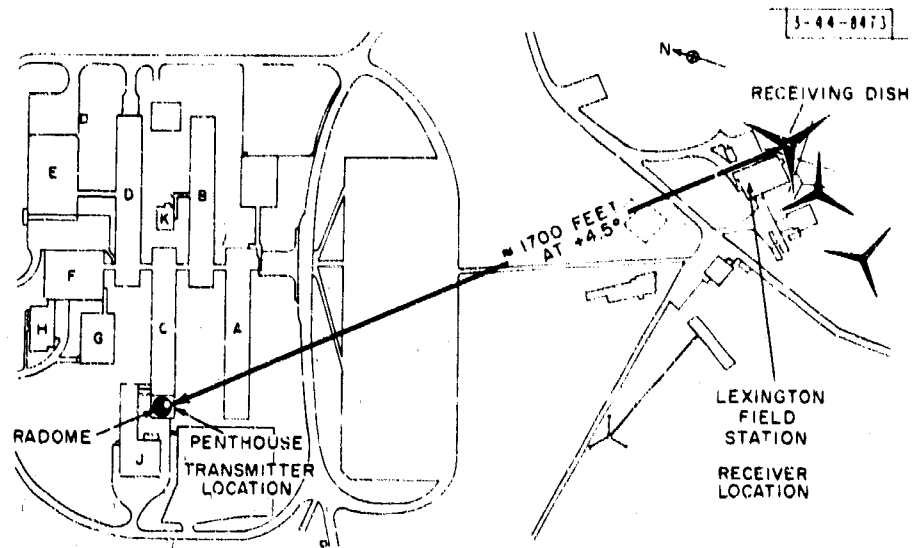 3-44-8473
N
RECEIVING DISH
E
D
B
K
≈ 1700 FEET
AT +4.5°
F
H
G
C
A
RADOME
PENTHOUSE
TRANSMITTER
LOCATION
J
LEXINGTON
FIELD
STATION
RECEIVER
LOCATION